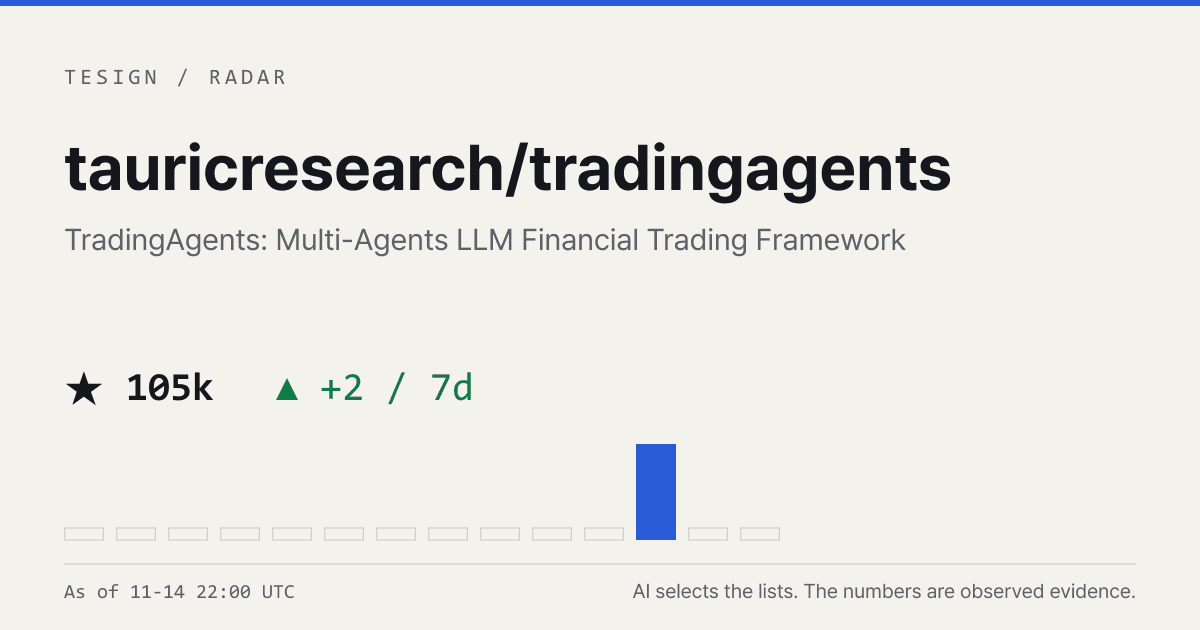 TESIGN / RADAR
tauricresearch/tradingagents
TradingAgents: Multi-Agents LLM Financial Trading Framework
★ 105k ▲ +2 / 7d
As of 11-14 22:00 UTC
AI selects the lists. The numbers are observed evidence.